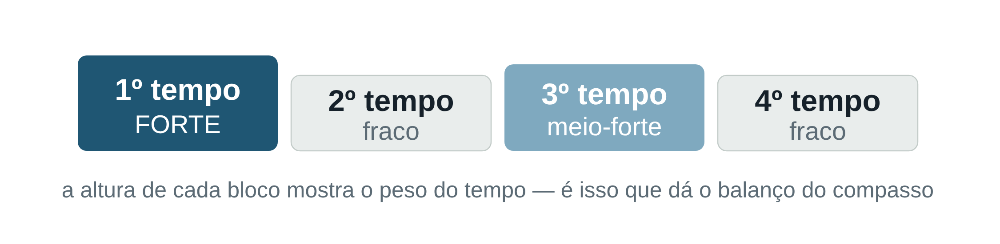 1º tempo
FORTE
2º tempo
fraco
3º tempo
meio-forte
4º tempo
fraco
a altura de cada bloco mostra o peso do tempo — é isso que dá o balanço do compasso